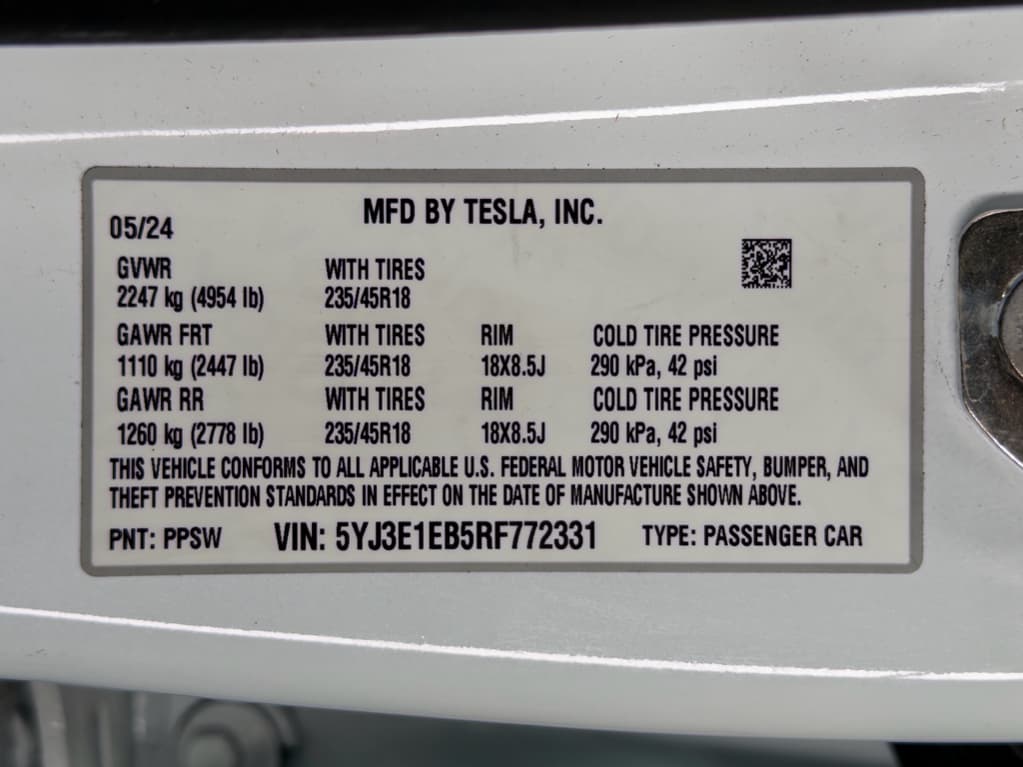 MFD BY TESLA, INC.
05/24
GVWR WITH TIRES
2247 kg (4954 lb) 235/45R18
GAWR FRT WITH TIRES RIM COLD TIRE PRESSURE
1110 kg (2447 lb) 235/45R18 18X8.5J 290 kPa, 42 psi
GAWR RR WITH TIRES RIM COLD TIRE PRESSURE
1260 kg (2778 lb) 235/45R18 18X8.5J 290 kPa, 42 psi
THIS VEHICLE CONFORMS TO ALL APPLICABLE U.S. FEDERAL MOTOR VEHICLE SAFETY, BUMPER, AND
THEFT PREVENTION STANDARDS IN EFFECT ON THE DATE OF MANUFACTURE SHOWN ABOVE.
PNT: PPSW VIN: 5YJ3E1EB5RF772331 TYPE: PASSENGER CAR